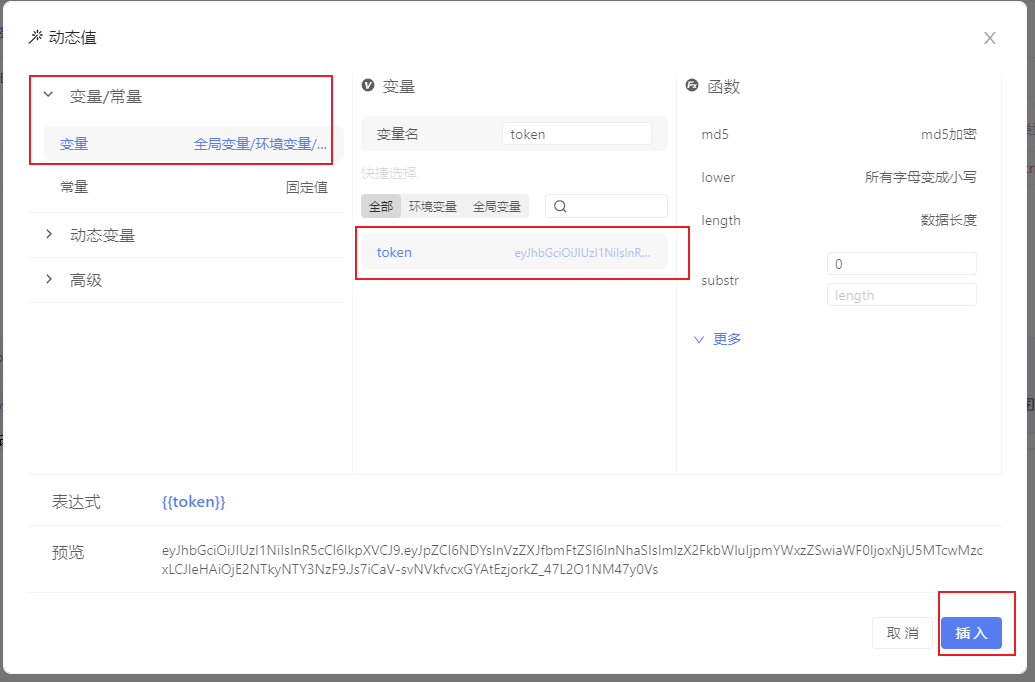 动态值
变量/常量
变量 全局变量/环境变量/...
常量 固定值
动态变量
高级
变量
变量名 token
快捷选择
全部 环境变量 全局变量
token eyJhbGciOiJIUzI1NiIsInR...
函数
md5 md5加密
lower 所有字母变成小写
length 数据长度
substr 0
length
更多
表达式 {{token}}
预览 eyJhbGciOiJIUzI1NiIsInR5cCI6IkpXVCJ9.eyJpZCI6NDYsInVzZXJfbmFtZSI6InNhaSIsImlzX2FkbWluIjpmYWxzZSwiaWF0IjoxNjU5MTcwMzc
xLCJleHAiOjE2NTkyNTY3NzF9.Js7iCaV-svNVkfvcxGYAtEzjorkZ_47L2O1NM47y0Vs
取 消 插 入